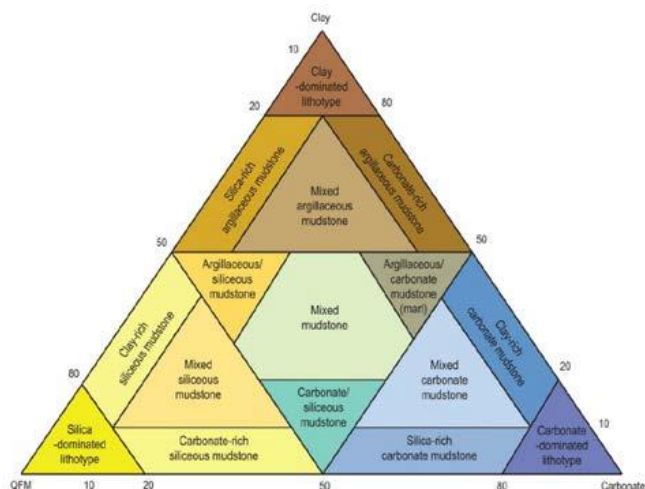 Clay
10
Clay
-dominated
lithotype
20
80
Silica-rich
argillaceous mudstone
Carbonate-rich
argillaceous mudstone
Mixed
argillaceous
mudstone
50
50
Argillaceous/
siliceous
mudstone
Argillaceous/
carbonate
mudstone
(marl)
Clay-rich
siliceous mudstone
Mixed
mudstone
Clay-rich
carbonate mudstone
Mixed
siliceous
mudstone
Mixed
carbonate
mudstone
80
20
Carbonate/
siliceous
mudstone
Silica
-dominated
lithotype
Carbonate-rich
siliceous mudstone
Silica-rich
carbonate mudstone
Carbonate
-dominated
lithotype
10
QFM
10
20
50
80
Carbonate